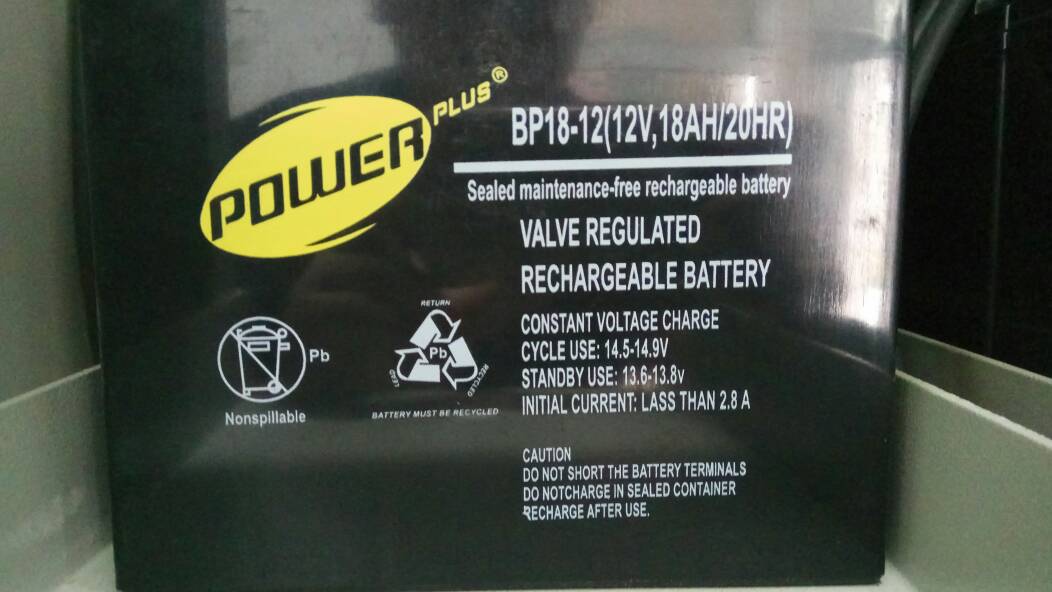 POWER PLUS®
BP18-12(12V,18AH/20HR)
Sealed maintenance-free rechargeable battery
VALVE REGULATED
RECHARGEABLE BATTERY
CONSTANT VOLTAGE CHARGE
CYCLE USE: 14.5-14.9V
STANDBY USE: 13.6-13.8v
INITIAL CURRENT: LASS THAN 2.8 A
Pb
Nonspillable
RETURN
Pb
LEAD
RECYCLED
BATTERY MUST BE RECYCLED
CAUTION
DO NOT SHORT THE BATTERY TERMINALS
DO NOTCHARGE IN SEALED CONTAINER
RECHARGE AFTER USE.